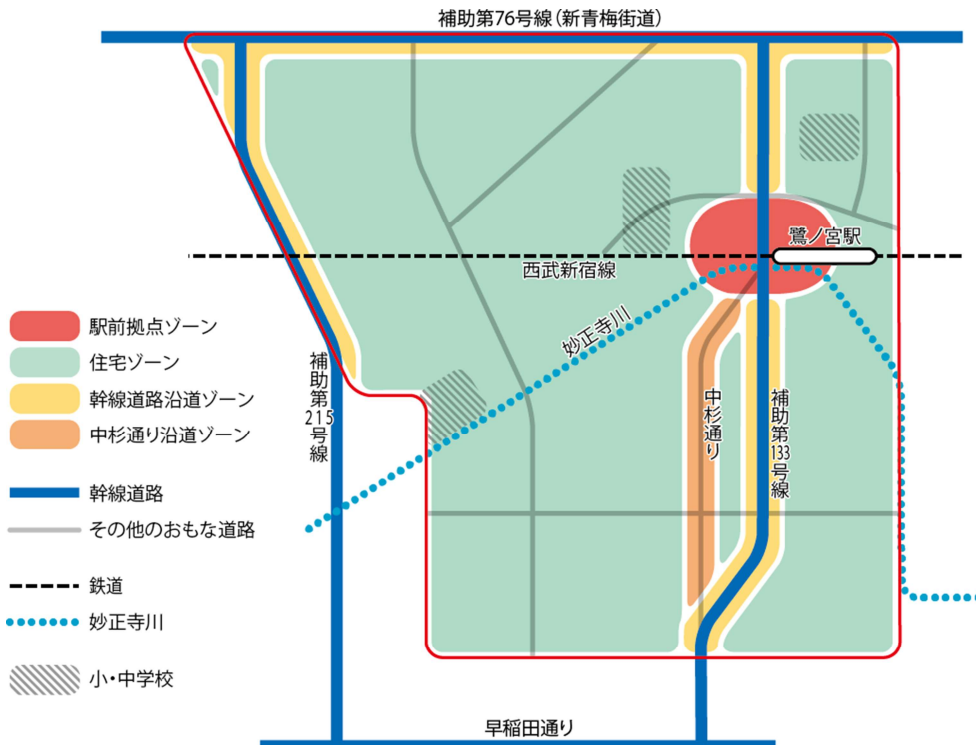 補助第76号線（新青梅街道）
鷺ノ宮駅
西武新宿線
妙正寺川
駅前拠点ゾーン
住宅ゾーン
幹線道路沿道ゾーン
中杉通り沿道ゾーン
補助第215号線
中杉通り
補助第133号線
幹線道路
その他のおもな道路
鉄道
妙正寺川
小・中学校
早稲田通り